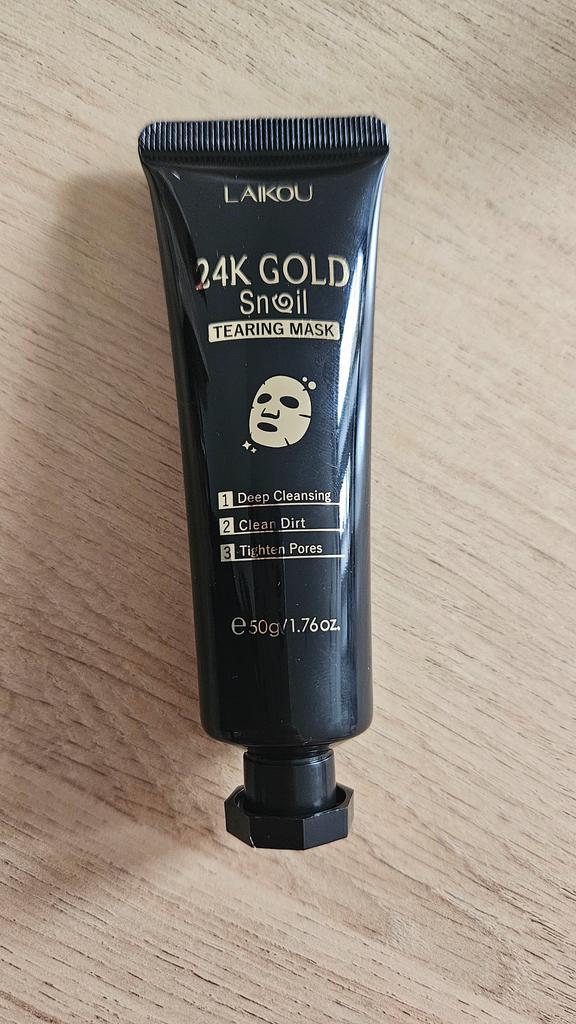 LAIKOU
24K GOLD
Snail
TEARING MASK
1 Deep Cleansing
2 Clean Dirt
3 Tighten Pores
℮50g/1.76oz.